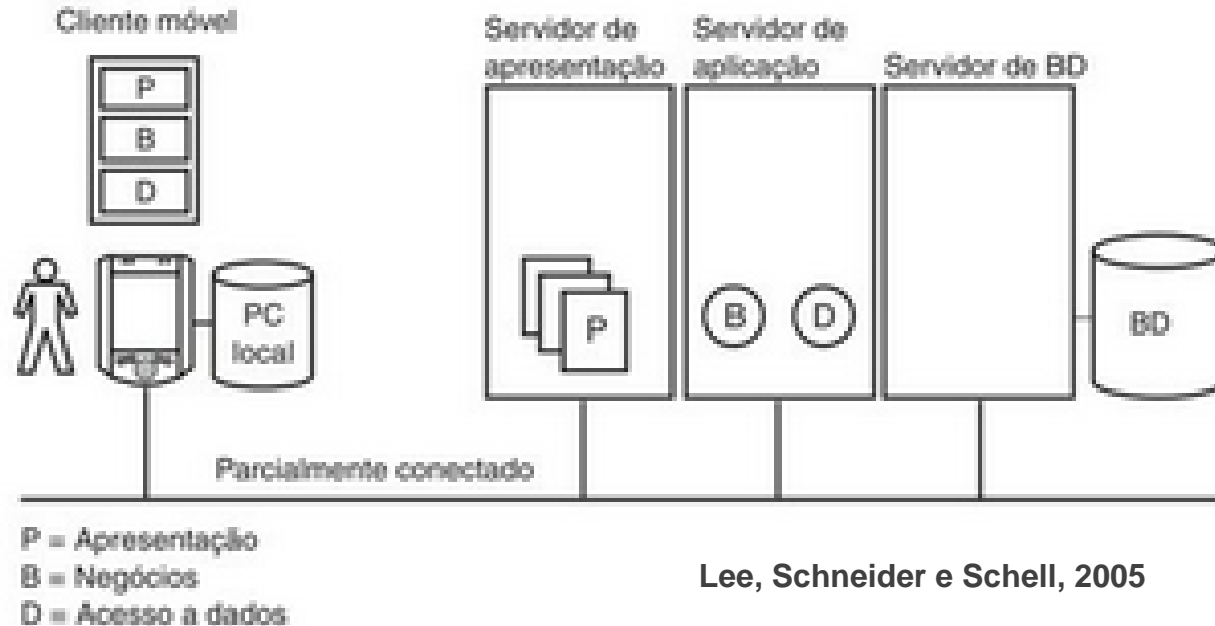 Cliente móvel
Servidor de
apresentação
Servidor de
aplicação
Servidor de BD
P
B
D
PC
local
P
B
D
BD
Parcialmente conectado
P = Apresentação
B = Negócios
D = Acesso a dados
Lee, Schneider e Schell, 2005